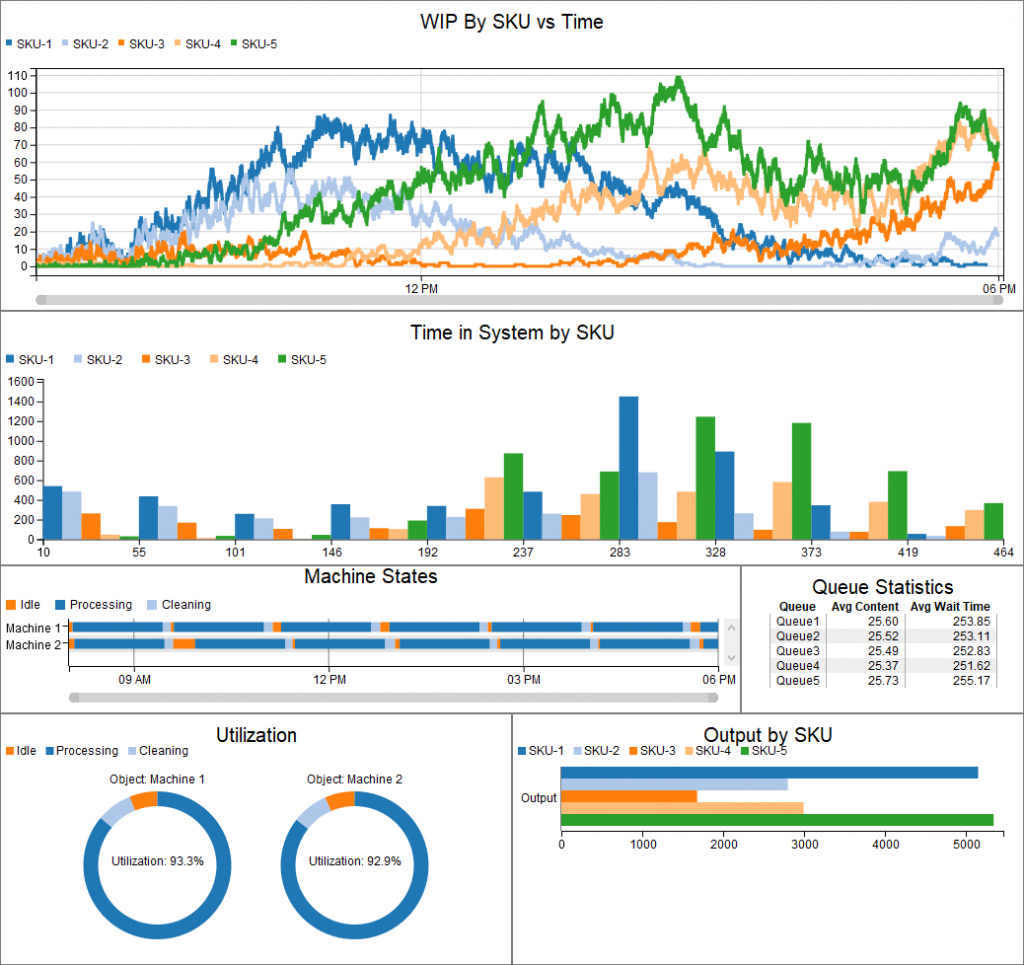 WIP By SKU vs Time
SKU-1 SKU-2 SKU-3 SKU-4 SKU-5
110
100
90
80
70
60
50
40
30
20
10
0
12 PM 06 PM
Time in System by SKU
SKU-1 SKU-2 SKU-3 SKU-4 SKU-5
1600
1400
1200
1000
800
600
400
200
0
10 55 101 146 192 237 283 328 373 419 464
Machine States
Idle Processing Cleaning
Machine 1
Machine 2
09 AM 12 PM 03 PM 06 PM
Queue Statistics
Queue Avg Content Avg Wait Time
Queue1 25.60 253.85
Queue2 25.52 253.11
Queue3 25.49 252.83
Queue4 25.37 251.62
Queue5 25.73 255.17
Utilization
Idle Processing Cleaning
Object: Machine 1 Object: Machine 2
Utilization: 93.3% Utilization: 92.9%
Output by SKU
SKU-1 SKU-2 SKU-3 SKU-4 SKU-5
Output
0 1000 2000 3000 4000 5000